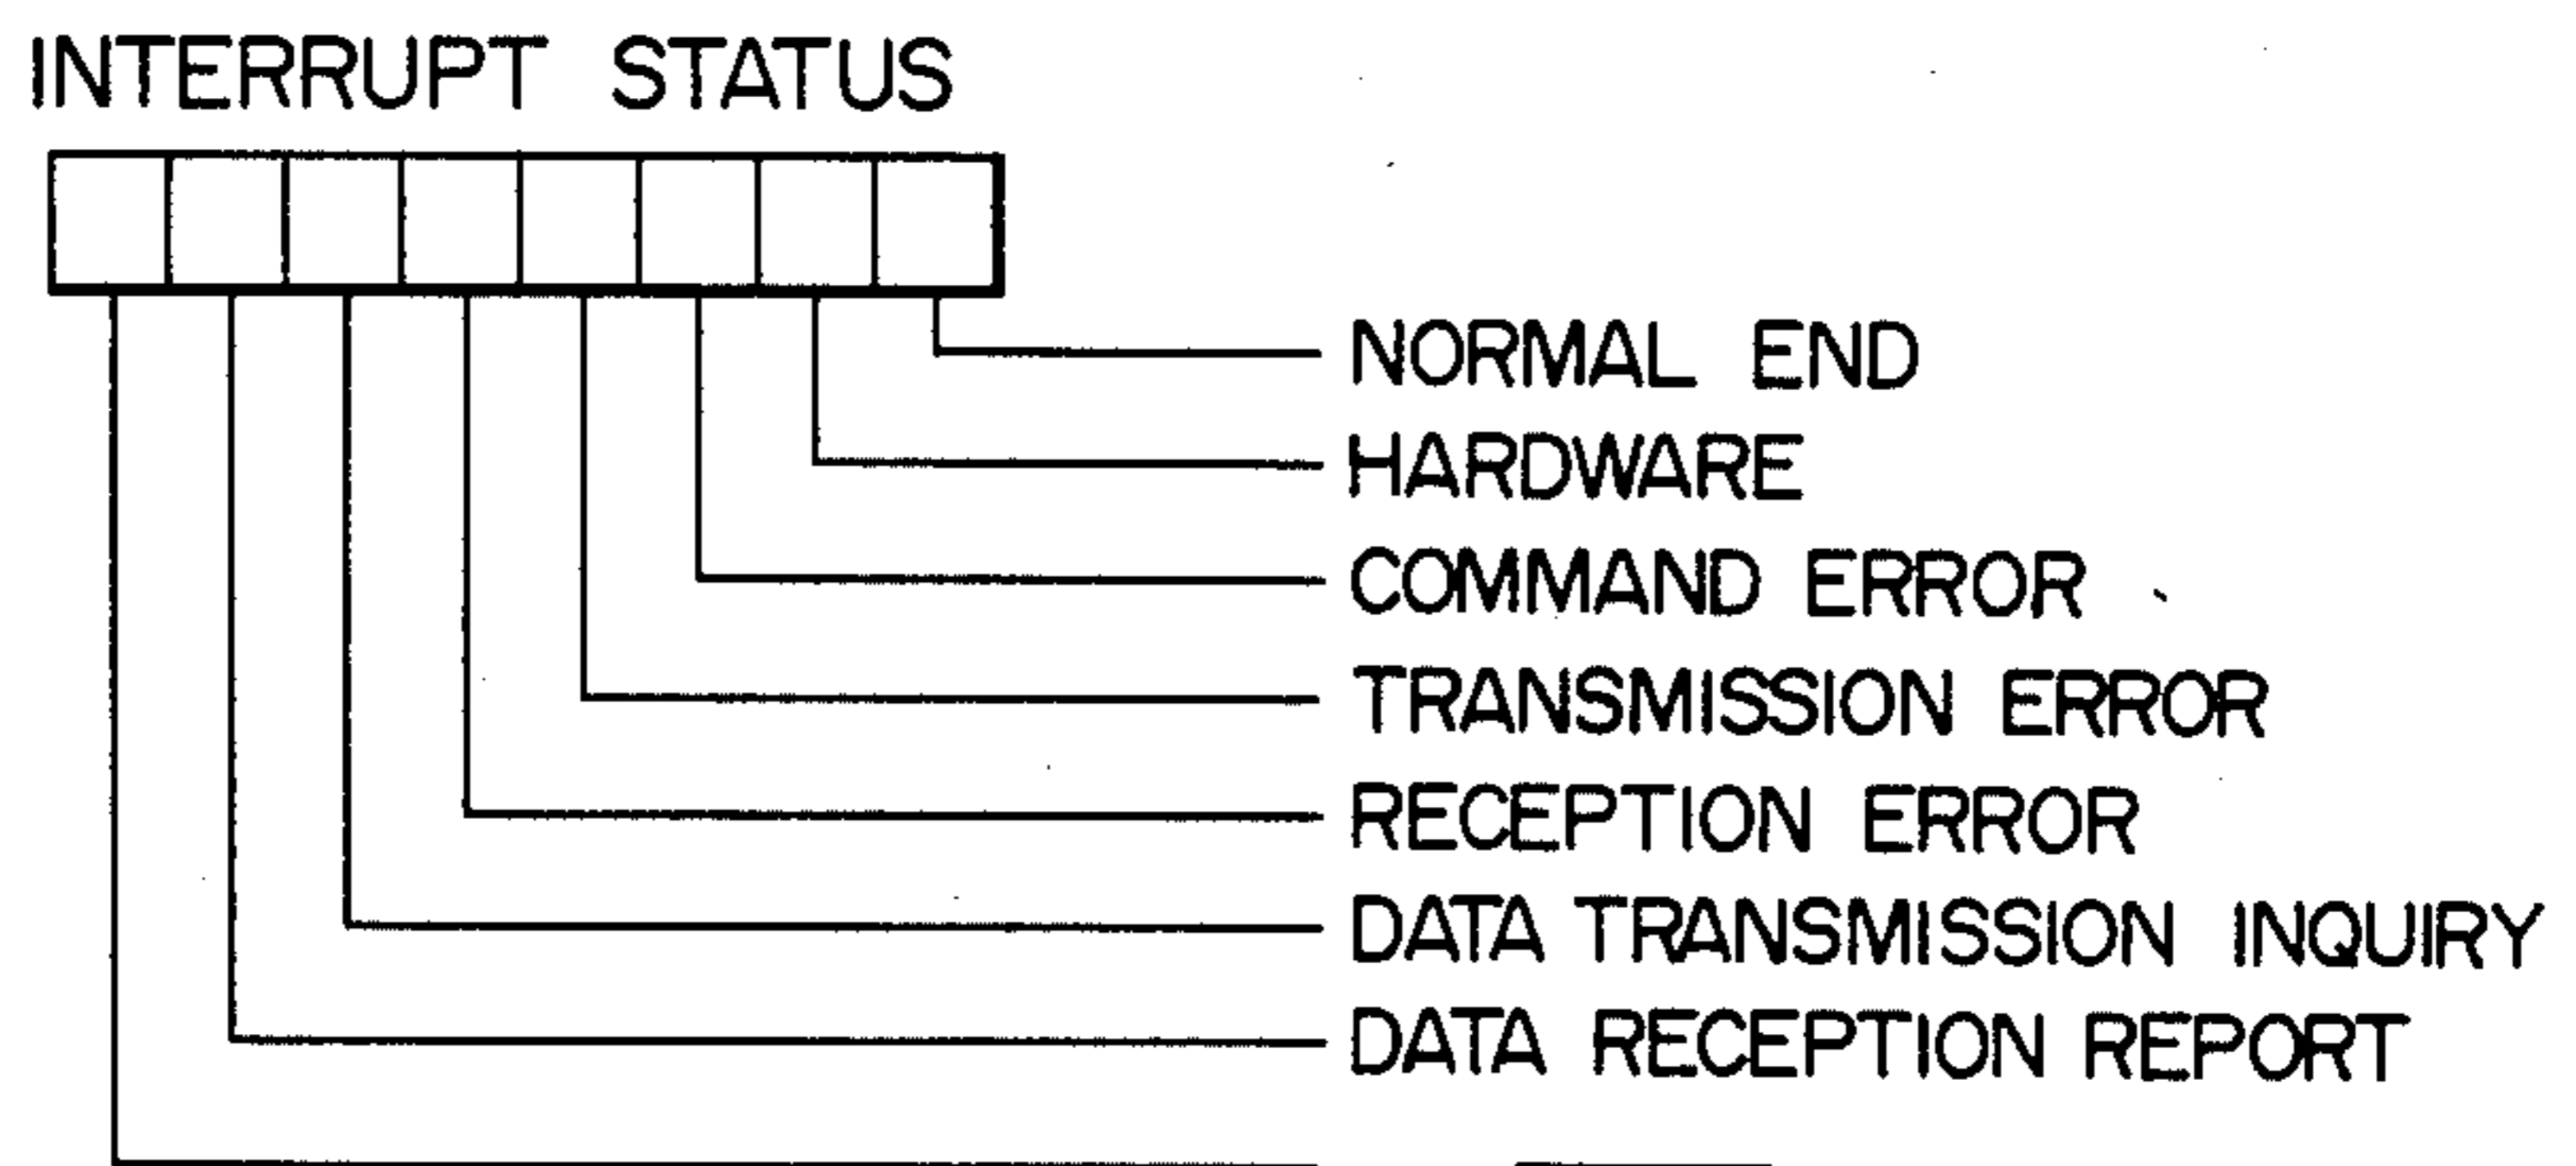 INTERRUPT STATUS
NORMAL END
HARDWARE
COMMAND ERROR
TRANSMISSION ERROR
RECEPTION ERROR
DATA TRANSMISSION INQUIRY
DATA RECEPTION REPORT